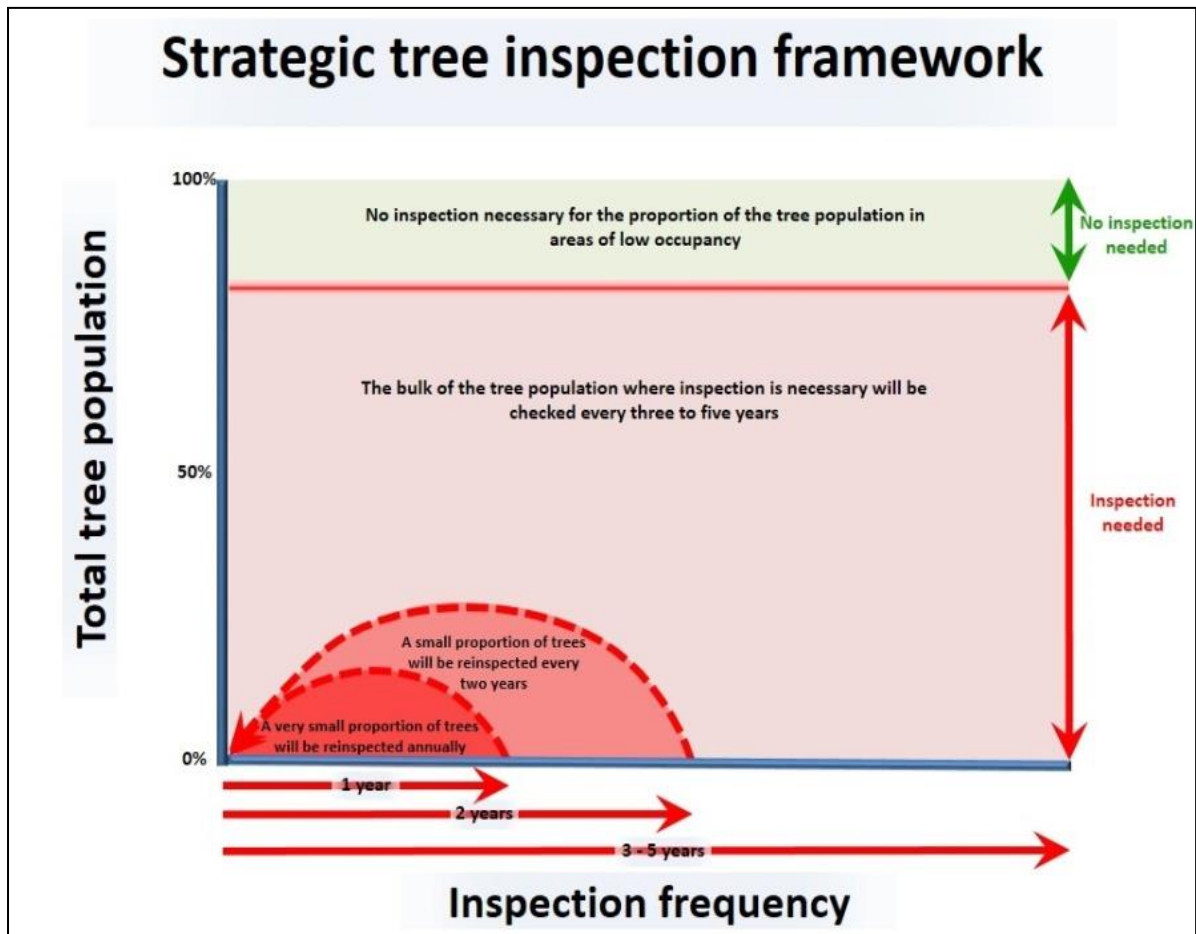 Strategic tree inspection framework
Total tree population
100%
No inspection necessary for the proportion of the tree population in
areas of low occupancy
No inspection
needed
The bulk of the tree population where inspection is necessary will be
checked every three to five years
50%
Inspection
needed
A small proportion of trees
will be reinspected every
two years
A very small proportion of trees
will be reinspected annually
0%
1 year
2 years
3 - 5 years
Inspection frequency